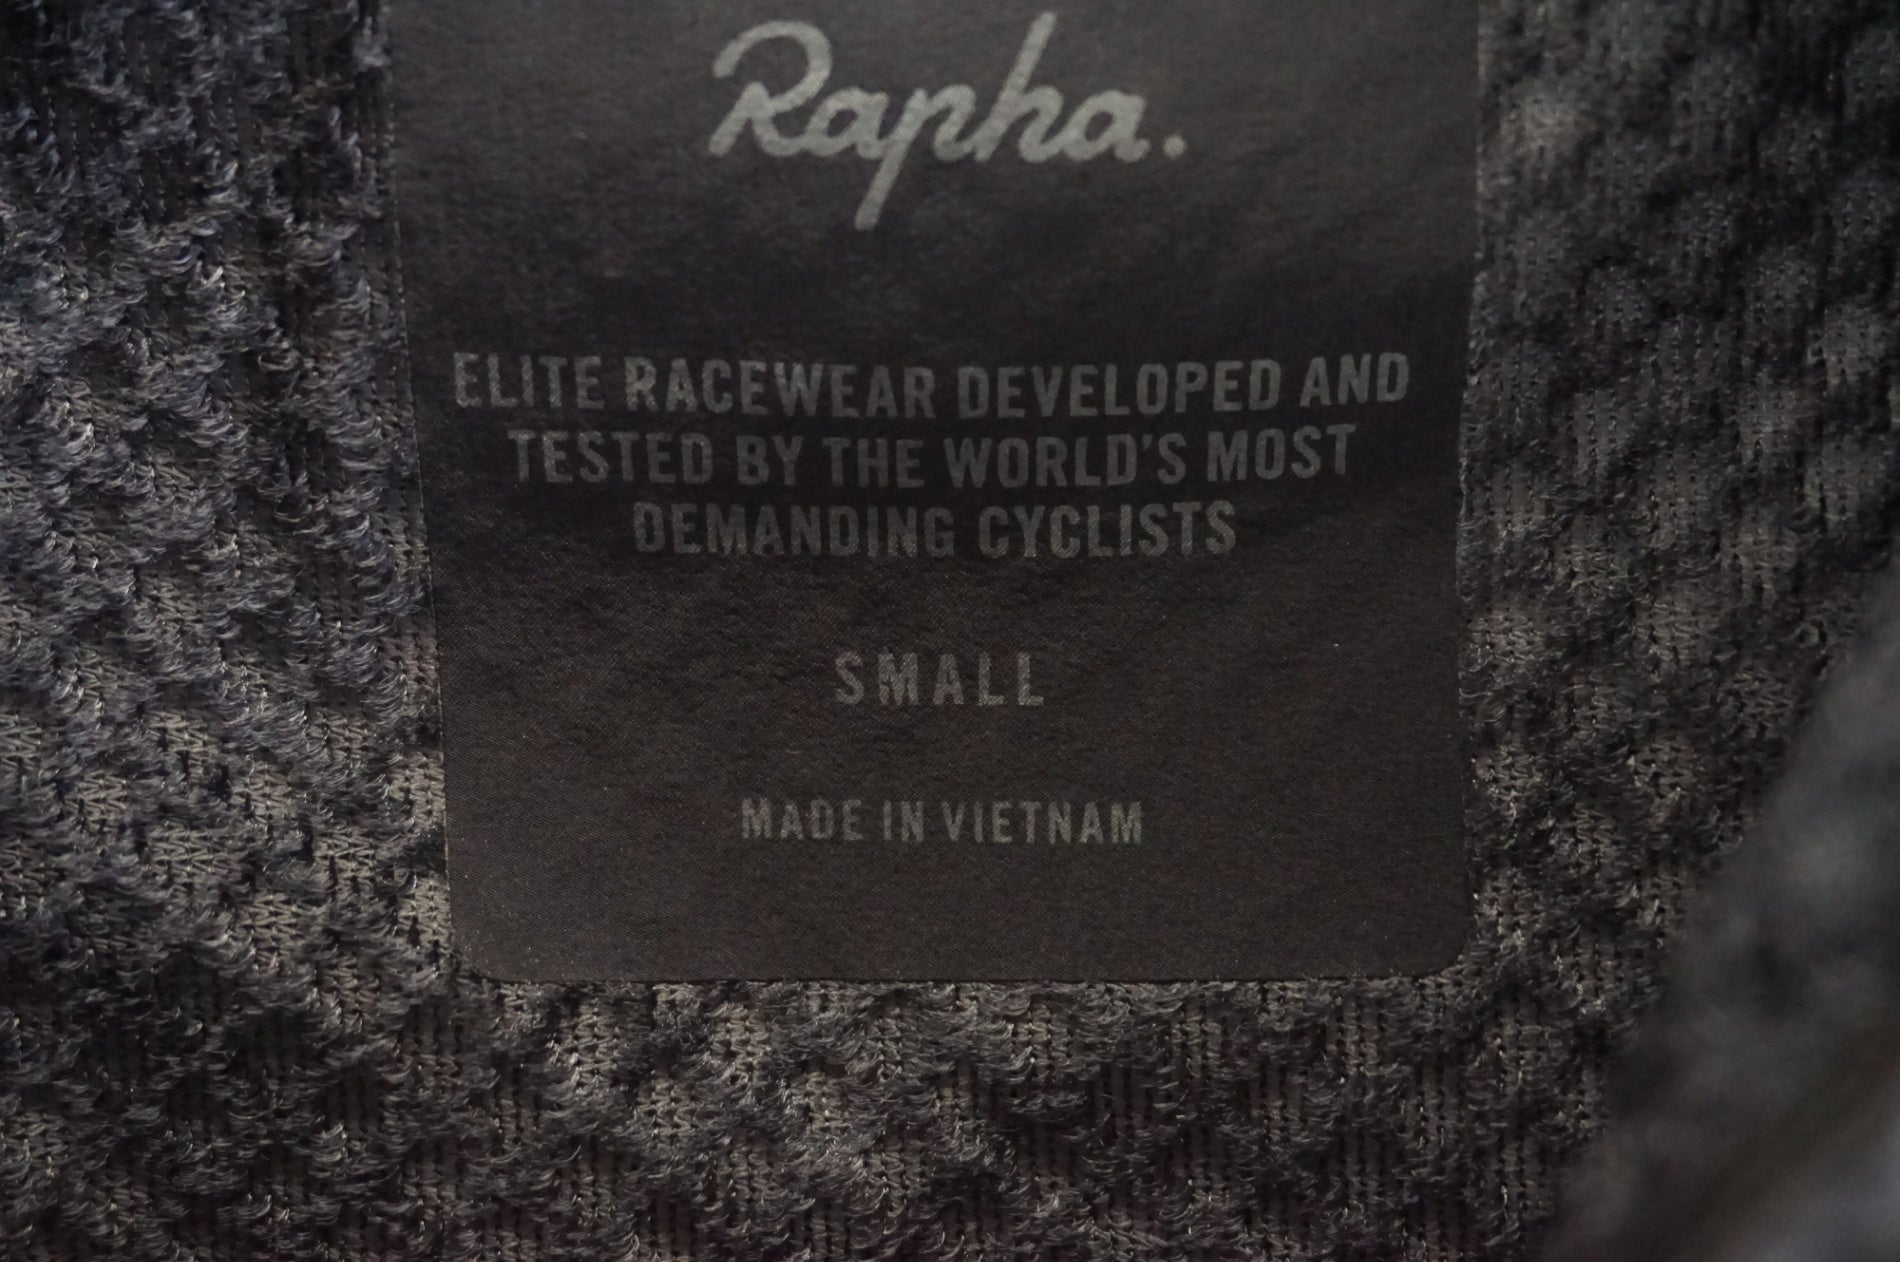 Rapha.
ELITE RACEWEAR DEVELOPED AND
TESTED BY THE WORLD'S MOST
DEMANDING CYCLISTS
SMALL
MADE IN VIETNAM